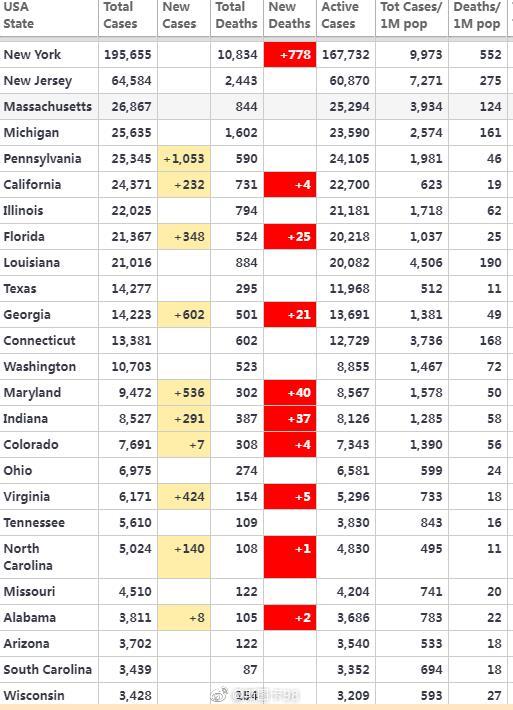 USA State Total Cases New Cases Total Deaths New Deaths Active Cases Tot Cases/ 1M pop Deaths/ 1M pop
New York 195,655 10,834 +778 167,732 9,973 552
New Jersey 64,584 2,443 60,870 7,271 275
Massachusetts 26,867 844 25,294 3,934 124
Michigan 25,635 1,602 23,590 2,574 161
Pennsylvania 25,345 +1,053 590 24,105 1,981 46
California 24,371 +232 731 +4 22,700 623 19
Illinois 22,025 794 21,181 1,718 62
Florida 21,367 +348 524 +25 20,218 1,037 25
Louisiana 21,016 884 20,082 4,506 190
Texas 14,277 295 11,968 512 11
Georgia 14,223 +602 501 +21 13,691 1,381 49
Connecticut 13,381 602 12,729 3,736 168
Washington 10,703 523 8,855 1,467 72
Maryland 9,472 +536 302 +40 8,567 1,578 50
Indiana 8,527 +291 387 +37 8,126 1,285 58
Colorado 7,691 +7 308 +4 7,343 1,390 56
Ohio 6,975 274 6,581 599 24
Virginia 6,171 +424 154 +5 5,296 733 18
Tennessee 5,610 109 3,830 843 16
North Carolina 5,024 +140 108 +1 4,830 495 11
Missouri 4,510 122 4,204 741 20
Alabama 3,811 +8 105 +2 3,686 783 22
Arizona 3,702 122 3,540 533 18
South Carolina 3,439 87 3,352 694 18
Wisconsin 3,428 154 3,209 593 27